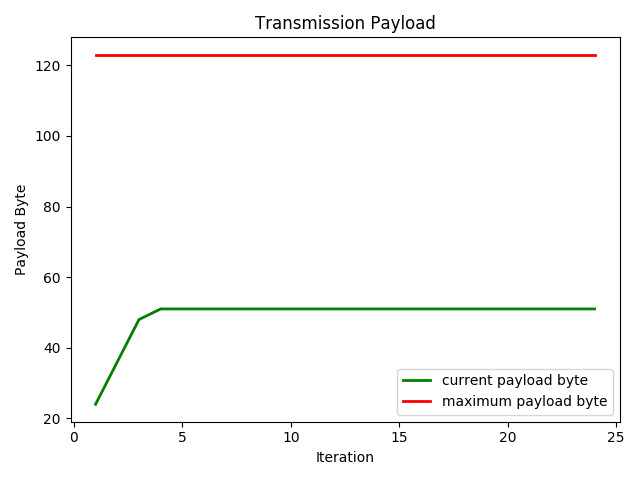 Transmission Payload
120
100
80
60
40
20
Payload Byte
0
5
10
15
20
25
Iteration
current payload byte
maximum payload byte